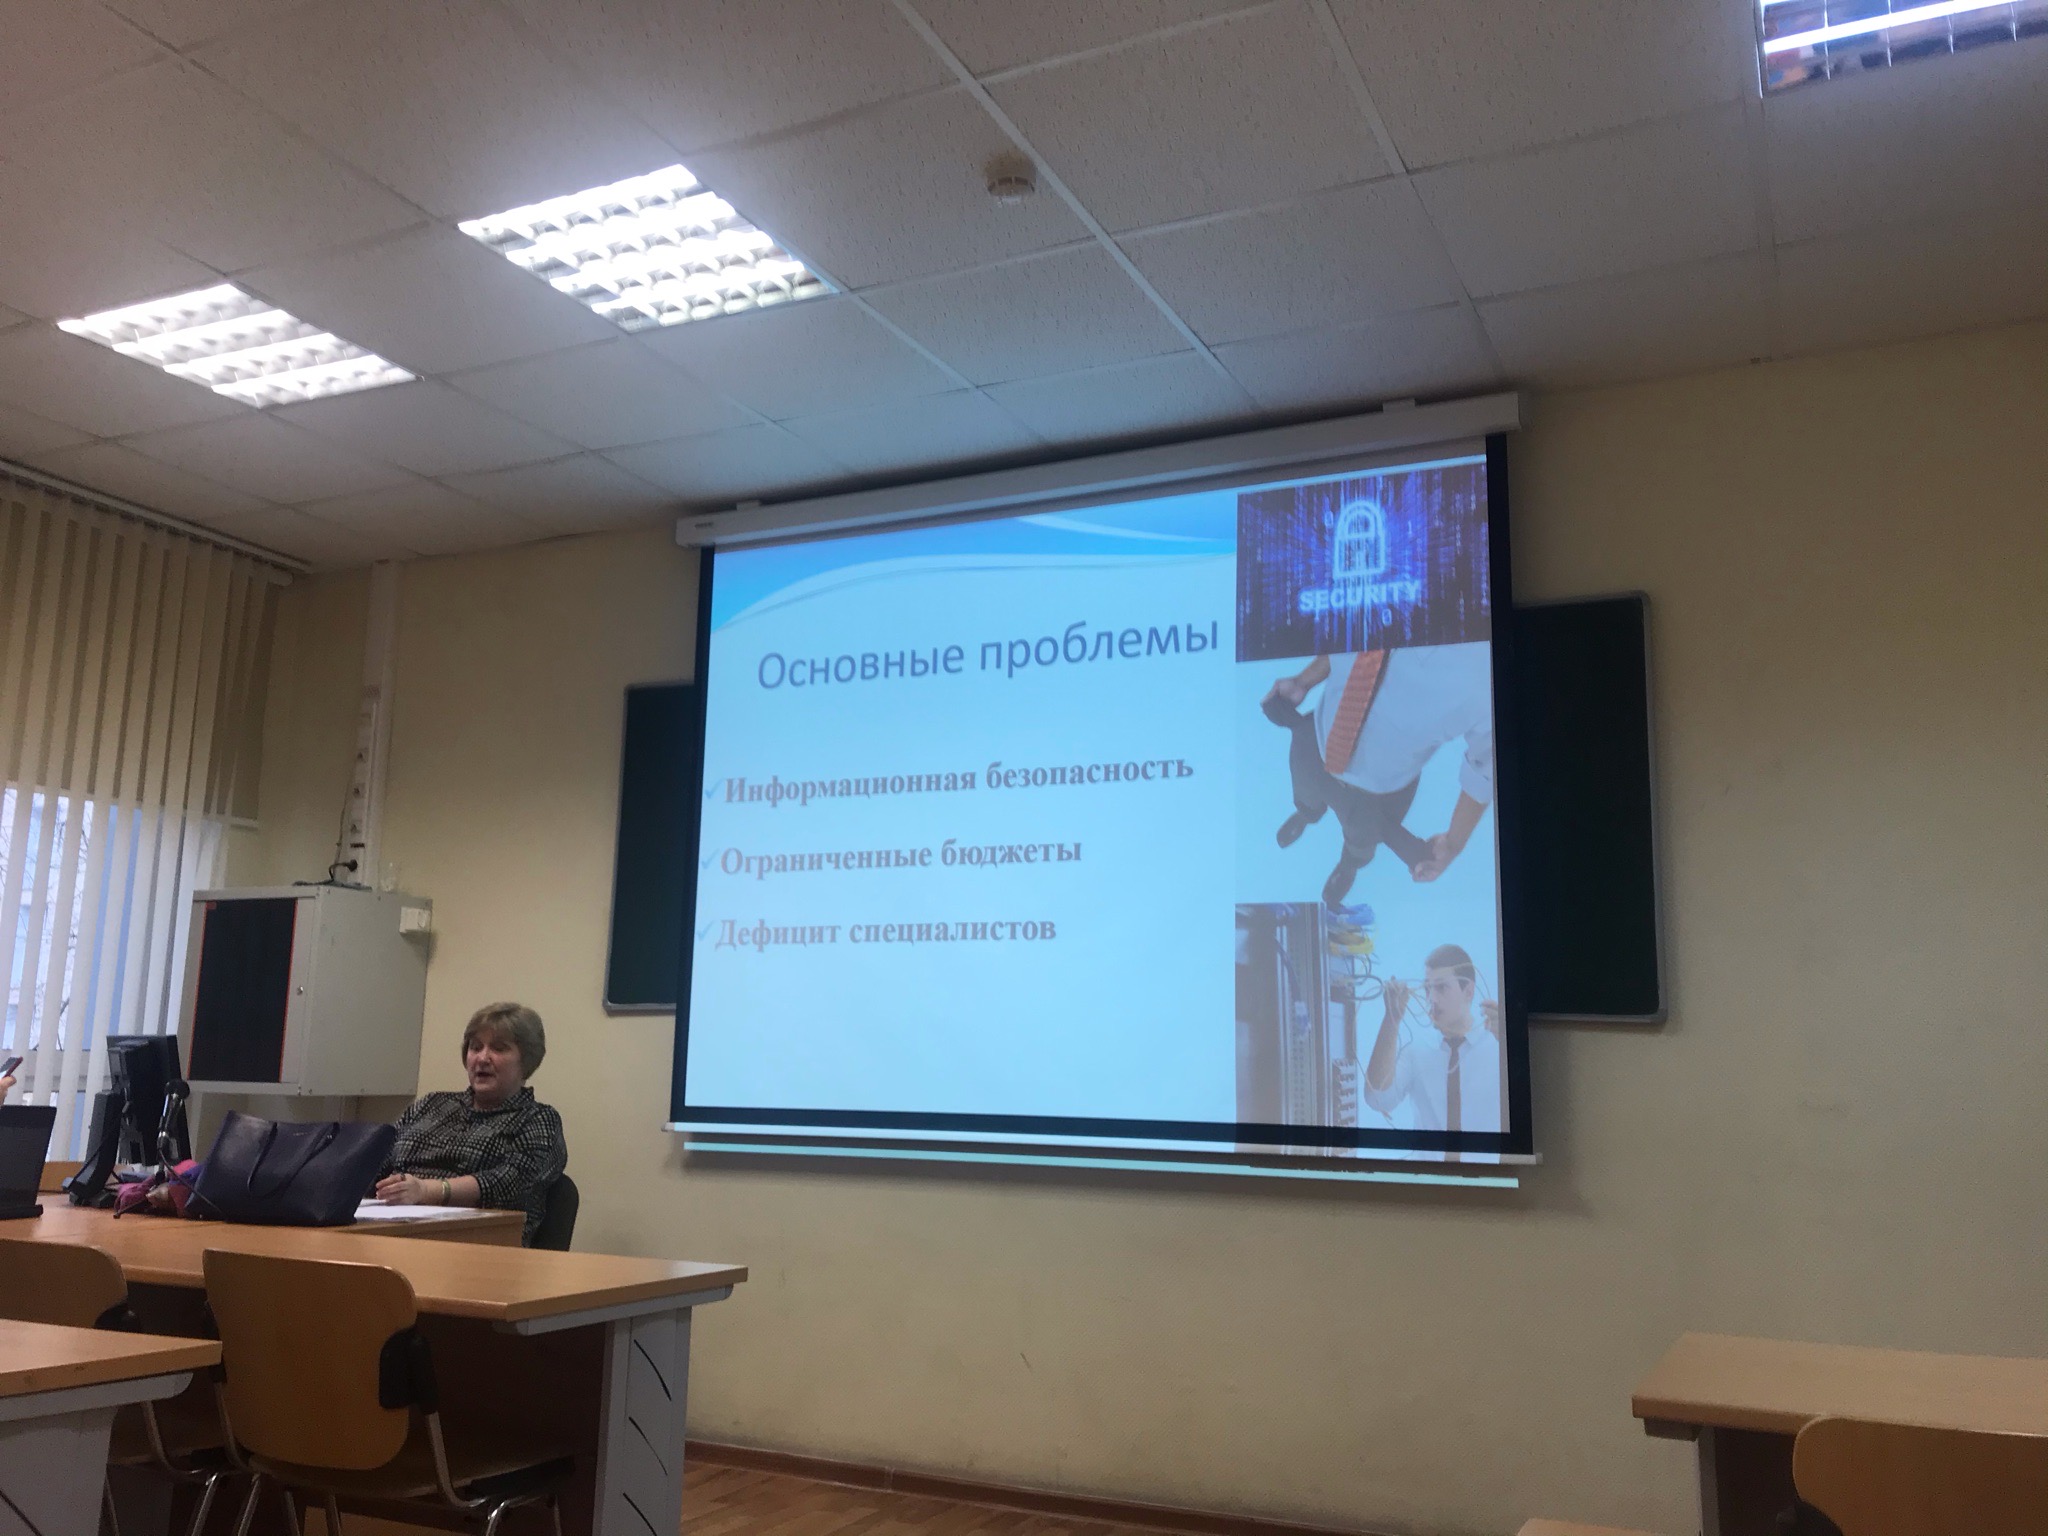 SECURITY
Основные проблемы
Информационная безопасность
Ограниченные бюджеты
Дефицит специалистов